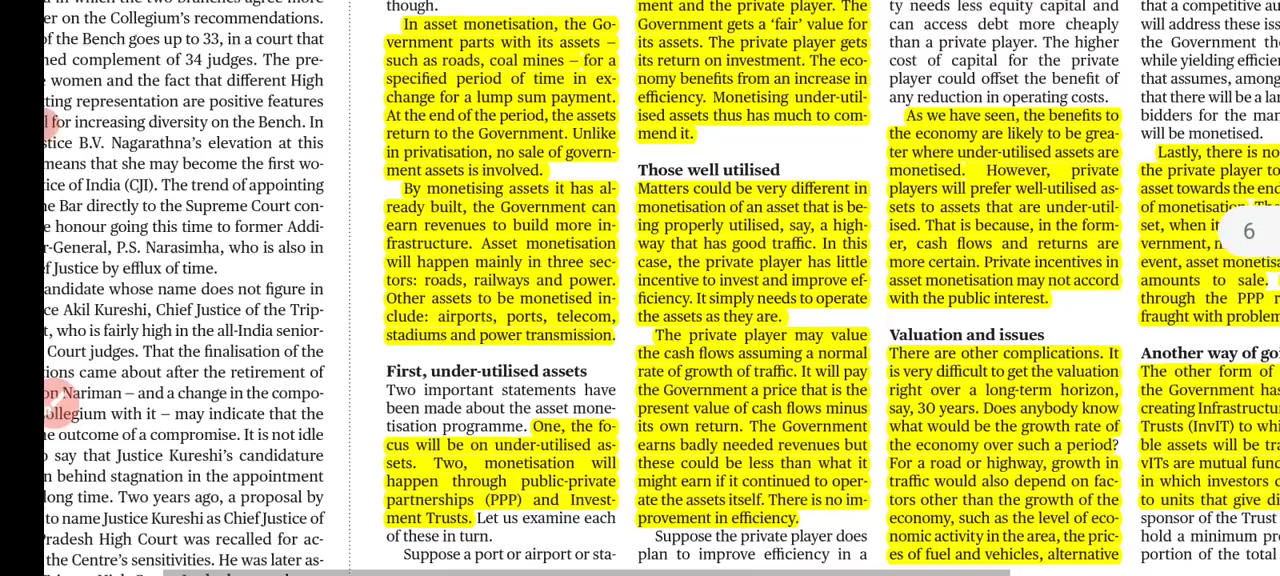 er on the Collegium's recommendations.
of the Bench goes up to 33, in a court that
ned complement of 34 judges. The pre-
women and the fact that different High
ting representation are positive features
for increasing diversity on the Bench. In
stice B.V. Nagarathna's elevation at this
means that she may become the first wo-
tice of India (CJI). The trend of appointing
e Bar directly to the Supreme Court con-
e honour going this time to former Addi-
r-General, P.S. Narasimha, who is also in
ef Justice by efflux of time.
andidate whose name does not figure in
ce Akil Kureshi, Chief Justice of the Trip-
t, who is fairly high in the all-India senior-
Court judges. That the finalisation of the
tions came about after the retirement of
on Nariman – and a change in the compo-
ollegium with it – may indicate that the
e outcome of a compromise. It is not idle
o say that Justice Kureshi's candidature
n behind stagnation in the appointment
long time. Two years ago, a proposal by
to name Justice Kureshi as Chief Justice of
radesh High Court was recalled for ac-
the Centre's sensitivities. He was later as-
though.
In asset monetisation, the Go-
vernment parts with its assets –
such as roads, coal mines – for a
specified period of time in ex-
change for a lump sum payment.
At the end of the period, the assets
return to the Government. Unlike
in privatisation, no sale of govern-
ment assets is involved.
By monetising assets it has al-
ready built, the Government can
earn revenues to build more in-
frastructure. Asset monetisation
will happen mainly in three sec-
tors: roads, railways and power.
Other assets to be monetised in-
clude: airports, ports, telecom,
stadiums and power transmission.
First, under-utilised assets
Two important statements have
been made about the asset mone-
tisation programme. One, the fo-
cus will be on under-utilised as-
sets. Two, monetisation will
happen through public-private
partnerships (PPP) and Invest-
ment Trusts. Let us examine each
of these in turn.
Suppose a port or airport or sta-
ment and the private player. The
Government gets a 'fair' value for
its assets. The private player gets
its return on investment. The eco-
nomy benefits from an increase in
efficiency. Monetising under-util-
ised assets thus has much to com-
mend it.
Those well utilised
Matters could be very different in
monetisation of an asset that is be-
ing properly utilised, say, a high-
way that has good traffic. In this
case, the private player has little
incentive to invest and improve ef-
ficiency. It simply needs to operate
the assets as they are.
The private player may value
the cash flows assuming a normal
rate of growth of traffic. It will pay
the Government a price that is the
present value of cash flows minus
its own return. The Government
earns badly needed revenues but
these could be less than what it
might earn if it continued to oper-
ate the assets itself. There is no im-
provement in efficiency.
Suppose the private player does
plan to improve efficiency in a
ty needs less equity capital and
can access debt more cheaply
than a private player. The higher
cost of capital for the private
player could offset the benefit of
any reduction in operating costs.
As we have seen, the benefits to
the economy are likely to be grea-
ter where under-utilised assets are
monetised. However, private
players will prefer well-utilised as-
sets to assets that are under-util-
ised. That is because, in the form-
er, cash flows and returns are
more certain. Private incentives in
asset monetisation may not accord
with the public interest.
Valuation and issues
There are other complications. It
is very difficult to get the valuation
right over a long-term horizon,
say, 30 years. Does anybody know
what would be the growth rate of
the economy over such a period?
For a road or highway, growth in
traffic would also depend on fac-
tors other than the growth of the
economy, such as the level of eco-
nomic activity in the area, the pric-
es of fuel and vehicles, alternative
that a competitive au
will address these iss
the Government the
while yielding efficien
that assumes, among
that there will be a lar
bidders for the man
will be monetised.
Lastly, there is no
the private player to
asset towards the end
of monetisation.
set, when it
vernment,
event, asset monetisa
amounts to sale.
through the PPP r
fraught with problem
Another way of goi
The other form of
the Government has
creating Infrastructu
Trusts (InvIT) to whi
ble assets will be tra
vITs are mutual fund
in which investors c
to units that give di
sponsor of the Trust
hold a minimum pre
portion of the total
6